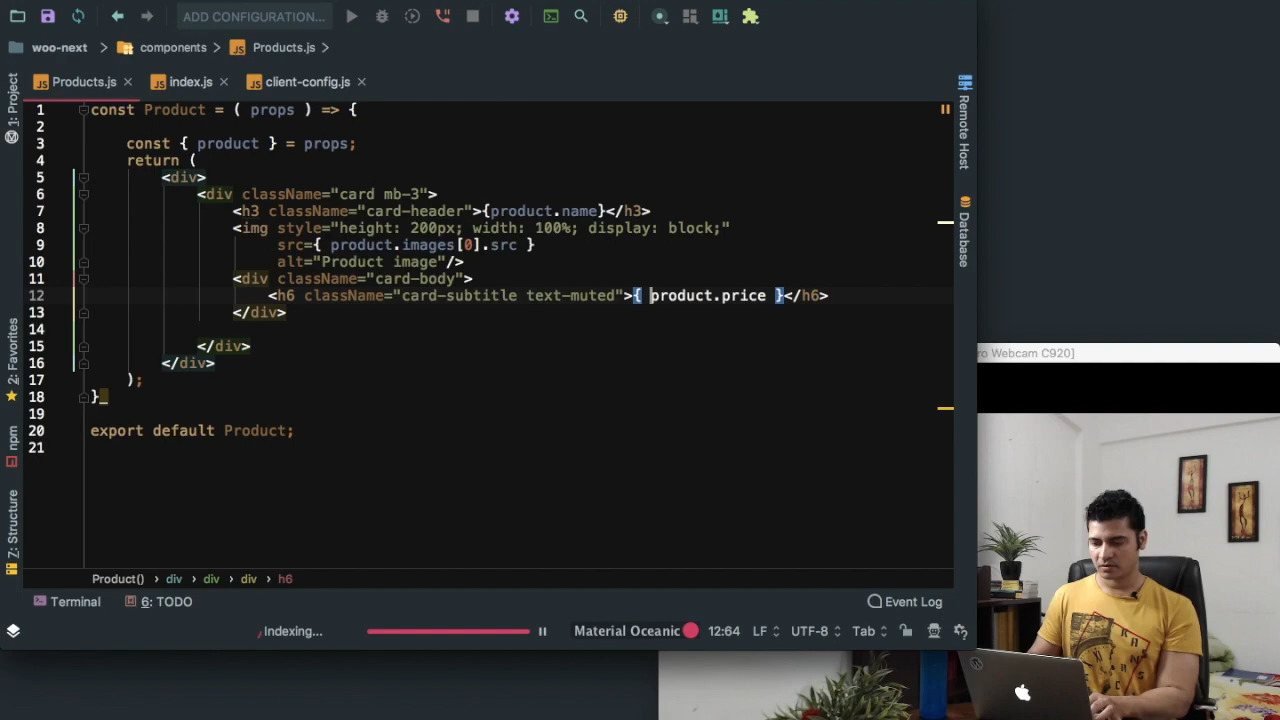 ADD CONFIGURATION...
woo-next > components > Products.js >
Products.js × index.js × client-config.js ×
1: Project
2: Favorites
npm
Z: Structure
Remote Host
Database
1 const Product = ( props ) => {
2
3 const { product } = props;
4 return (
5 <div>
6 <div className="card mb-3">
7 <h3 className="card-header">{product.name}</h3>
8 <img style="height: 200px; width: 100%; display: block;"
9 src={ product.images[0].src }
10 alt="Product image"/>
11 <div className="card-body">
12 <h6 className="card-subtitle text-muted">{ product.price }</h6>
13 </div>
14
15 </div>
16 </div>
17 );
18 }
19
20 export default Product;
21
Product() › div › div › div › h6
Terminal 6: TODO Event Log
Indexing... Material Oceanic 12:64 LF UTF-8 Tab
Webcam C920]